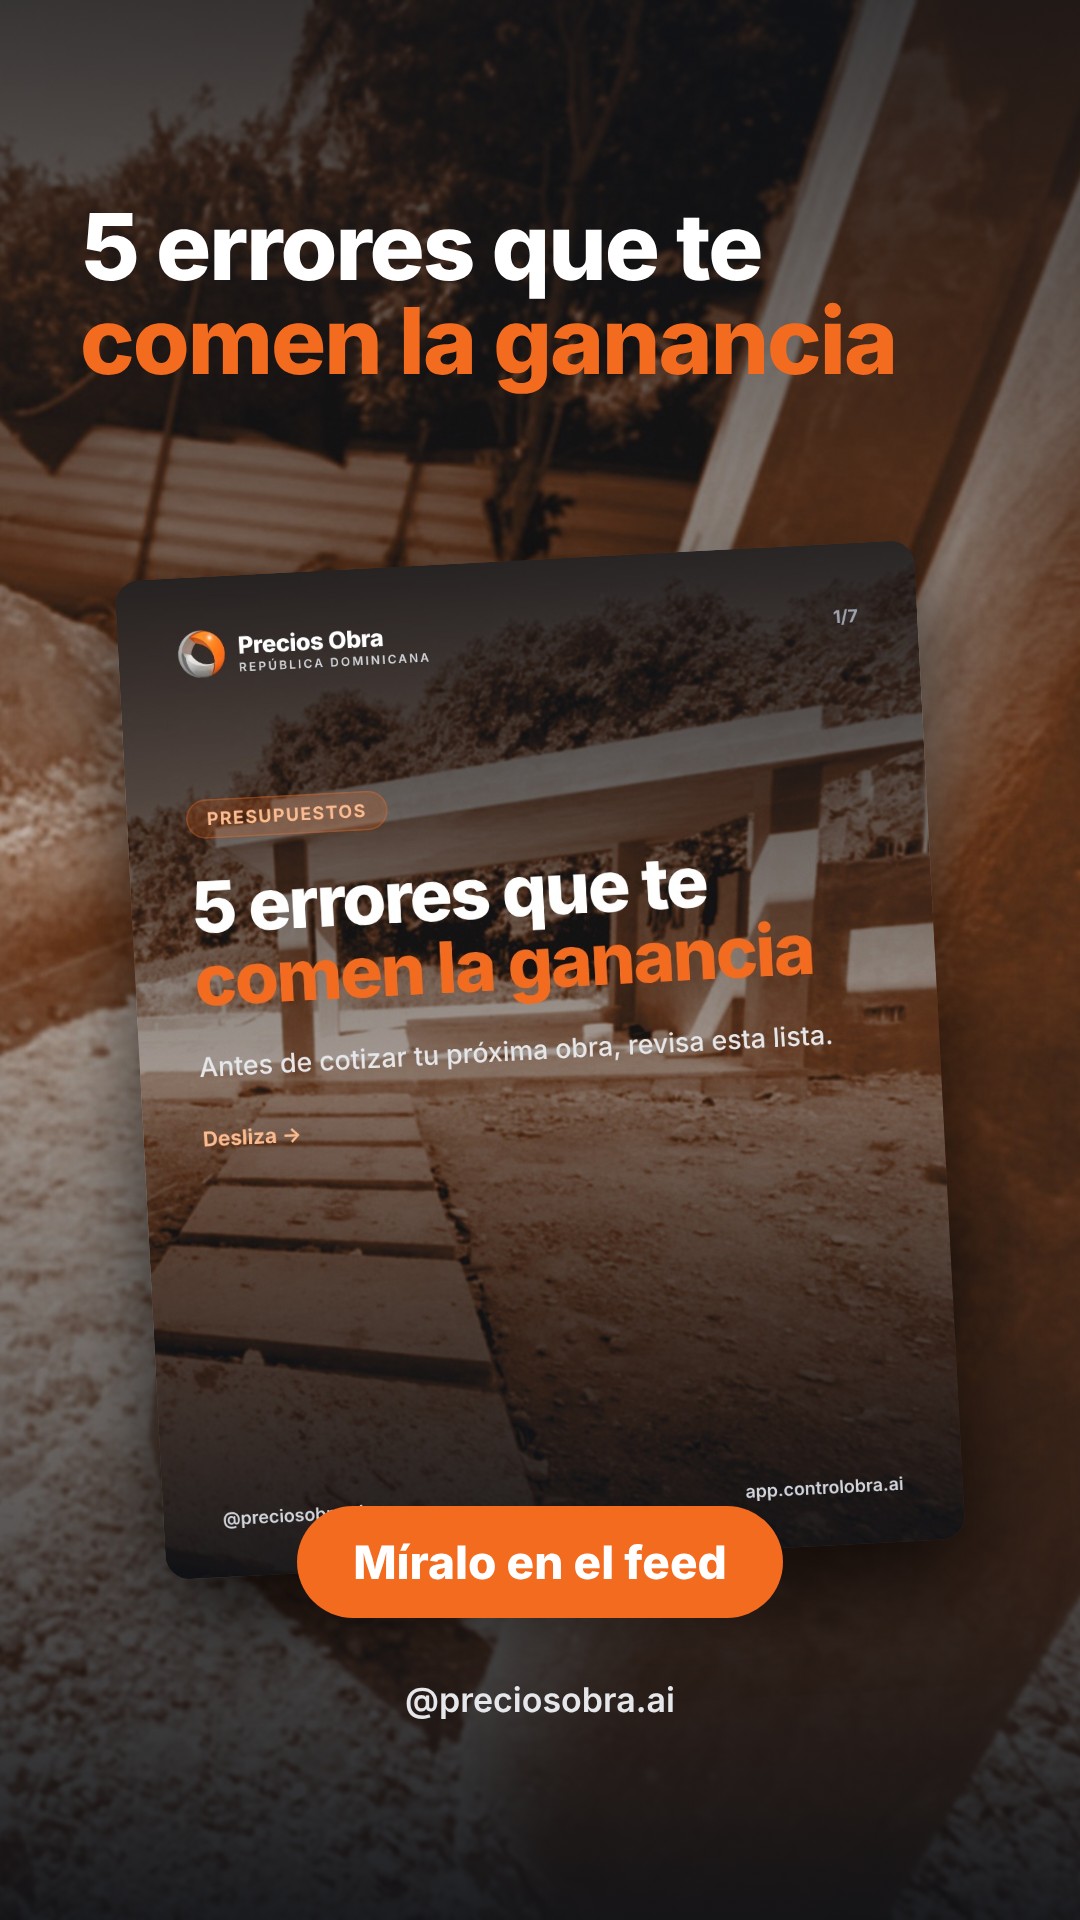 5 errores que te
comen la ganancia
Precios Obra
REPÚBLICA DOMINICANA
1/7
PRESUPUESTOS
5 errores que te
comen la ganancia
Antes de cotizar tu próxima obra, revisa esta lista.
Desliza →
app.controlobra.ai
Míralo en el feed
@preciosobra.ai